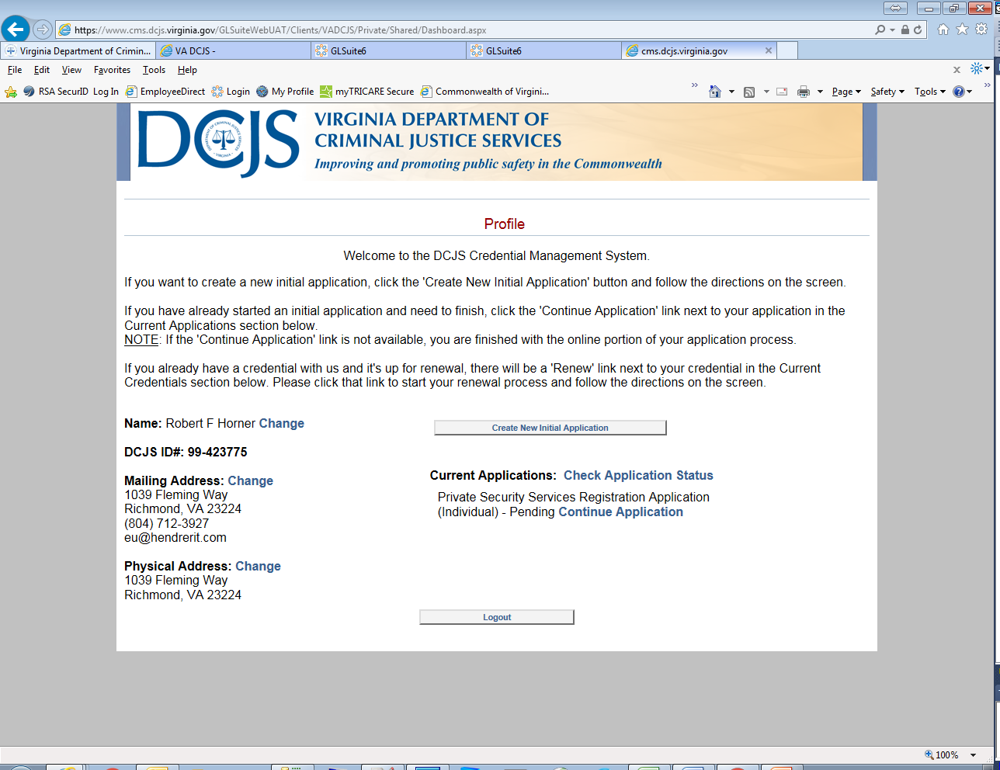 https://www.cms.dcjs.virginia.gov/GLSuiteWebUAT/Clients/VADCJS/Private/Shared/Dashboard.aspx
Virginia Department of Crimin... VA DCJS - GLSuite6 GLSuite6 cms.dcjs.virginia.gov
File Edit View Favorites Tools Help
RSA SecurID Log In EmployeeDirect Login My Profile myTRICARE Secure Commonwealth of Virgini... Page Safety Tools
DCJS
VIRGINIA DEPARTMENT OF
CRIMINAL JUSTICE SERVICES
Improving and promoting public safety in the Commonwealth
Profile
Welcome to the DCJS Credential Management System.
If you want to create a new initial application, click the 'Create New Initial Application' button and follow the directions on the screen.
If you have already started an initial application and need to finish, click the 'Continue Application' link next to your application in the
Current Applications section below.
NOTE: If the 'Continue Application' link is not available, you are finished with the online portion of your application process.
If you already have a credential with us and it's up for renewal, there will be a 'Renew' link next to your credential in the Current
Credentials section below. Please click that link to start your renewal process and follow the directions on the screen.
Name: Robert F Horner Change
DCJS ID#: 99-423775
Mailing Address: Change
1039 Fleming Way
Richmond, VA 23224
(804) 712-3927
eu@hendrerit.com
Physical Address: Change
1039 Fleming Way
Richmond, VA 23224
Create New Initial Application
Current Applications: Check Application Status
Private Security Services Registration Application
(Individual) - Pending Continue Application
Logout
100%